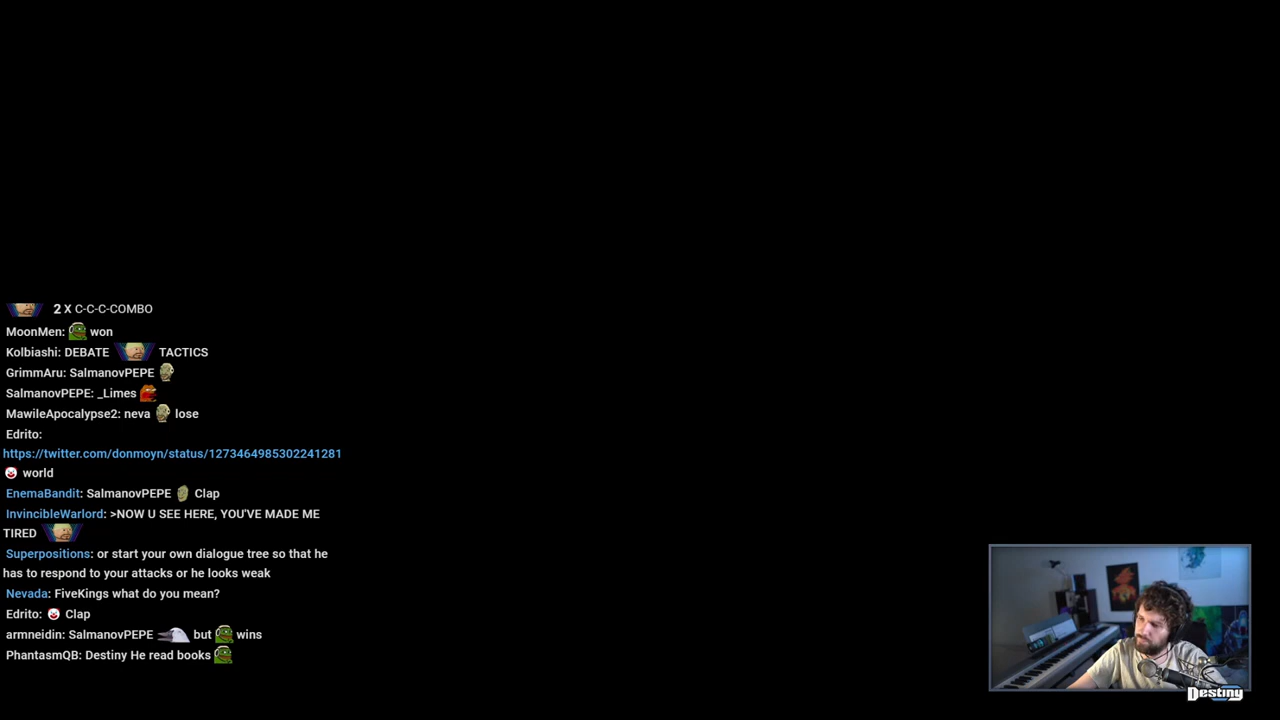 2 X C-C-C-COMBO
MoonMen: won
Kolbiashi: DEBATE TACTICS
GrimmAru: SalmanovPEPE
SalmanovPEPE: _Limes
MawileApocalypse2: neva lose
Edrito:
https://twitter.com/donmoyn/status/1273464985302241281
world
EnemaBandit: SalmanovPEPE Clap
InvincibleWarlord: >NOW U SEE HERE, YOU'VE MADE ME
TIRED
Superpositions: or start your own dialogue tree so that he
has to respond to your attacks or he looks weak
Nevada: FiveKings what do you mean?
Edrito: Clap
armneidin: SalmanovPEPE but wins
PhantasmQB: Destiny He read books
Destiny